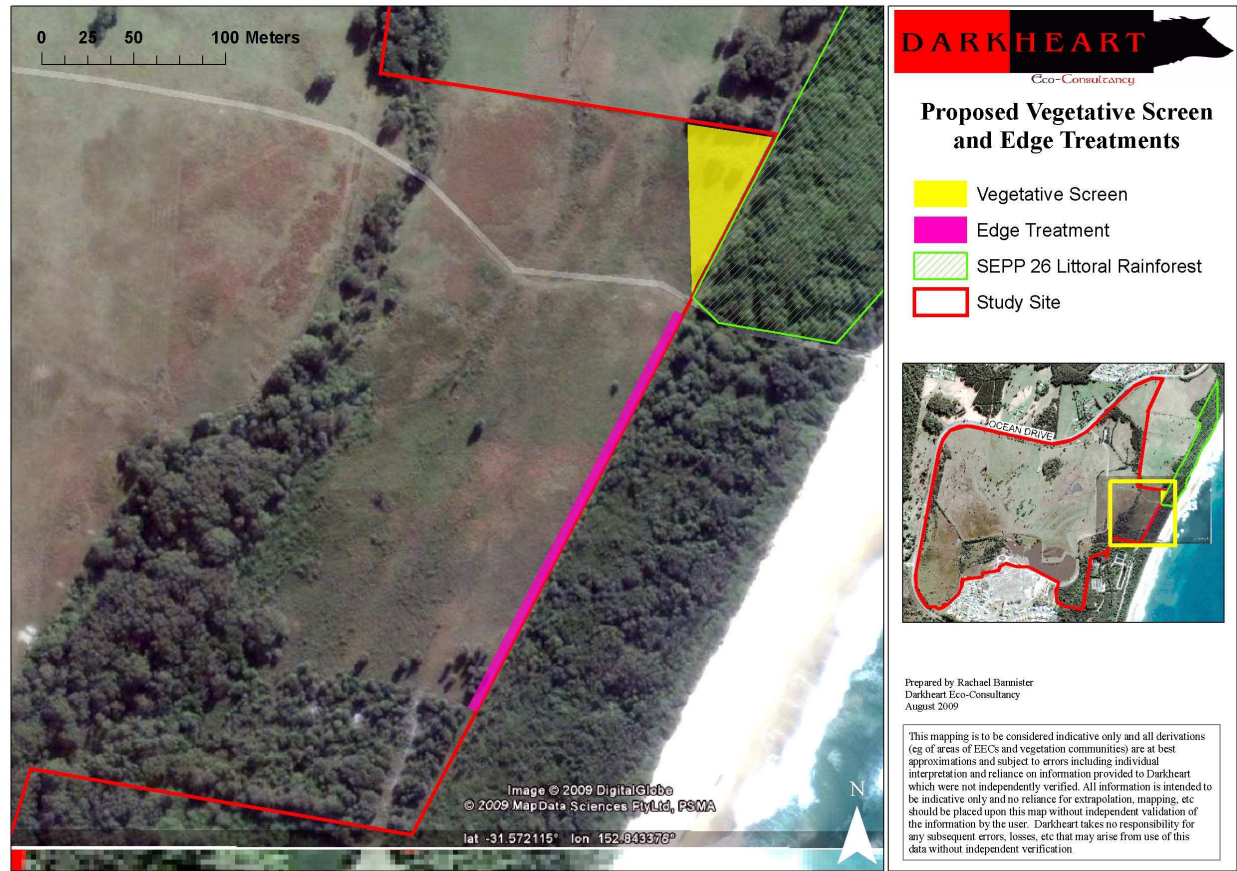 0 25 50 100 Meters
DARKHEART
Eco-Consultancy
Proposed Vegetative Screen
and Edge Treatments
Vegetative Screen
Edge Treatment
SEPP 26 Littoral Rainforest
Study Site
OCEAN DRIVE
Prepared by Rachael Bannister
Darkheart Eco-Consultancy
August 2009
This mapping is to be considered indicative only and all derivations
(eg of areas of EECs and vegetation communities) are at best
approximations and subject to errors including individual
interpretation and reliance on information provided to Darkheart
which were not independently verified. All information is intended to
be indicative only and no reliance for extrapolation, mapping, etc
should be placed upon this map without independent validation of
the information by the user. Darkheart takes no responsibility for
any subsequent errors, losses, etc that may arise from use of this
data without independent verification
Image © 2009 DigitalGlobe
© 2009 MapData Sciences PtyLtd, PSMA
lat -31.572115° lon 152.843378°
N